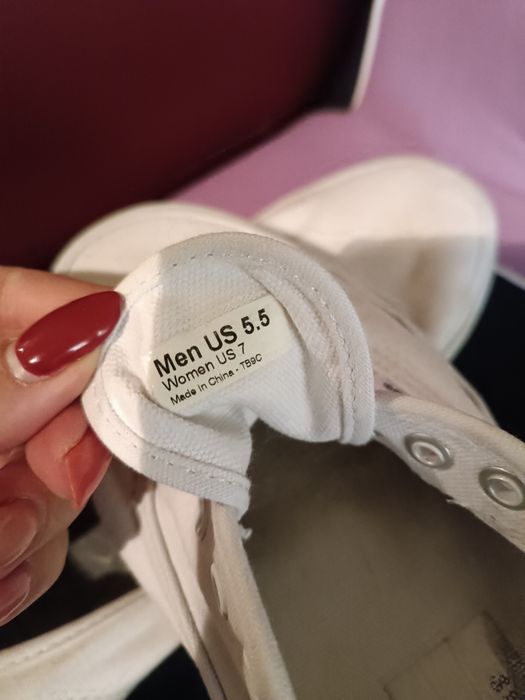 Men US 5.5
Women US 7
Made in China - TB9C